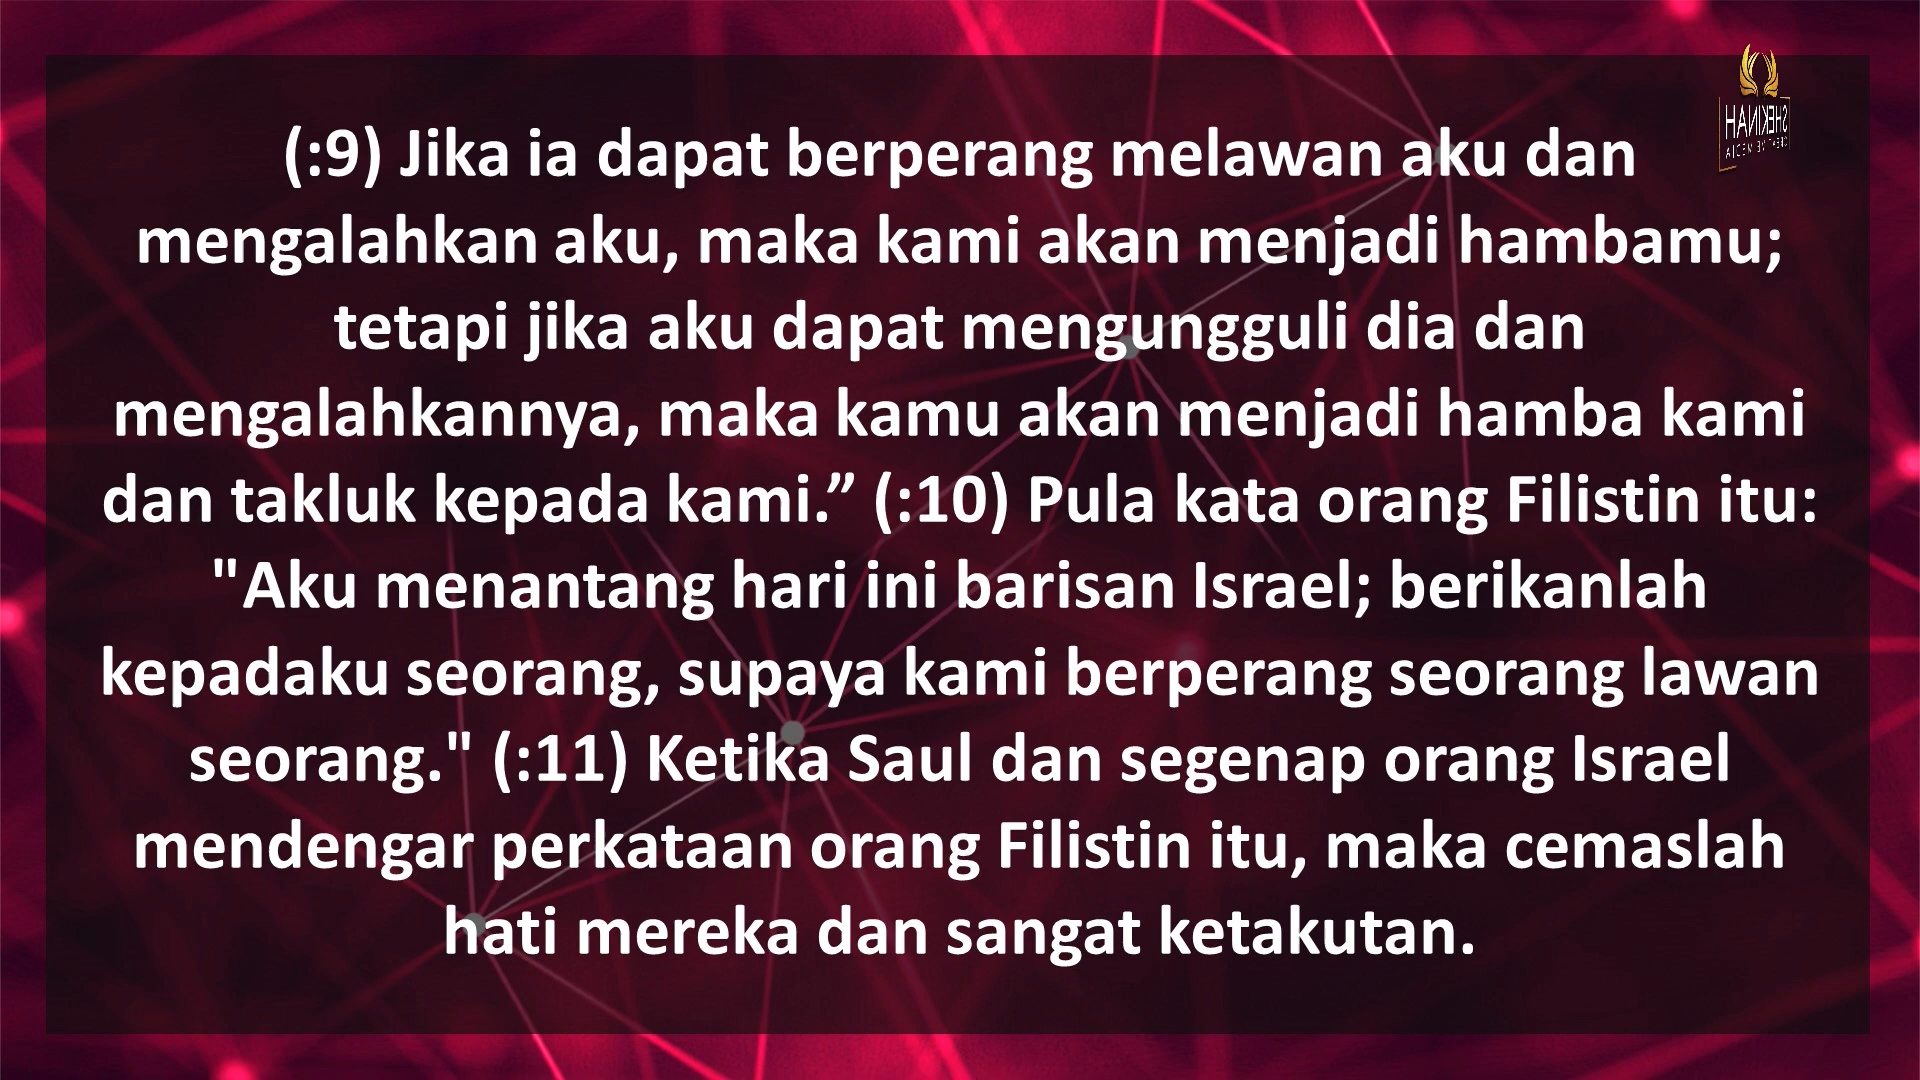 SHEKINAH
CREATIVE MEDIA
(:9) Jika ia dapat berperang melawan aku dan
mengalahkan aku, maka kami akan menjadi hambamu;
tetapi jika aku dapat mengungguli dia dan
mengalahkannya, maka kamu akan menjadi hamba kami
dan takluk kepada kami.” (:10) Pula kata orang Filistin itu:
"Aku menantang hari ini barisan Israel; berikanlah
kepadaku seorang, supaya kami berperang seorang lawan
seorang." (:11) Ketika Saul dan segenap orang Israel
mendengar perkataan orang Filistin itu, maka cemaslah
hati mereka dan sangat ketakutan.